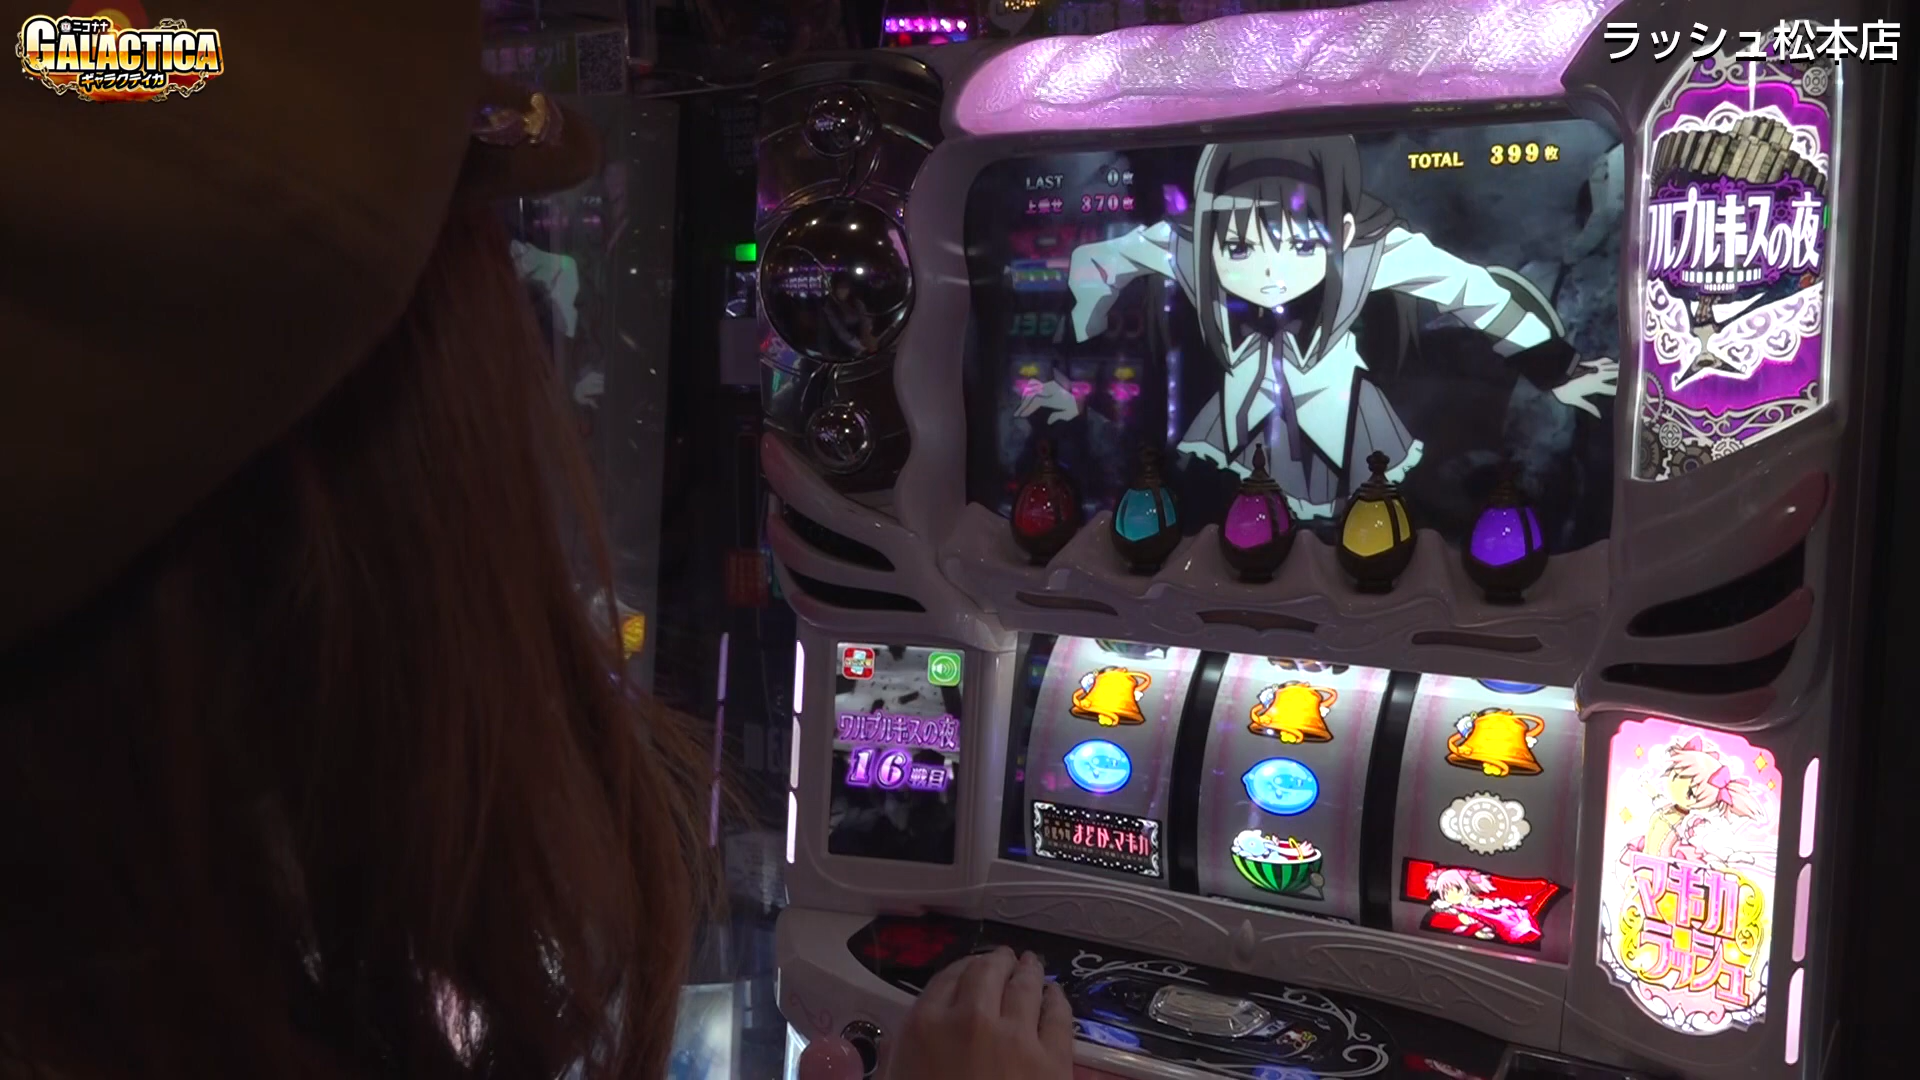 ニコナナ
GALACTICA
ギャラクティカ
ラッシュ松本店
LAST 0枚
上乗せ 370枚
TOTAL 399枚
ワルプルギスの夜
ワルプルギスの夜
16戦目
まどか☆マギカ
マギカ
ラッシュ